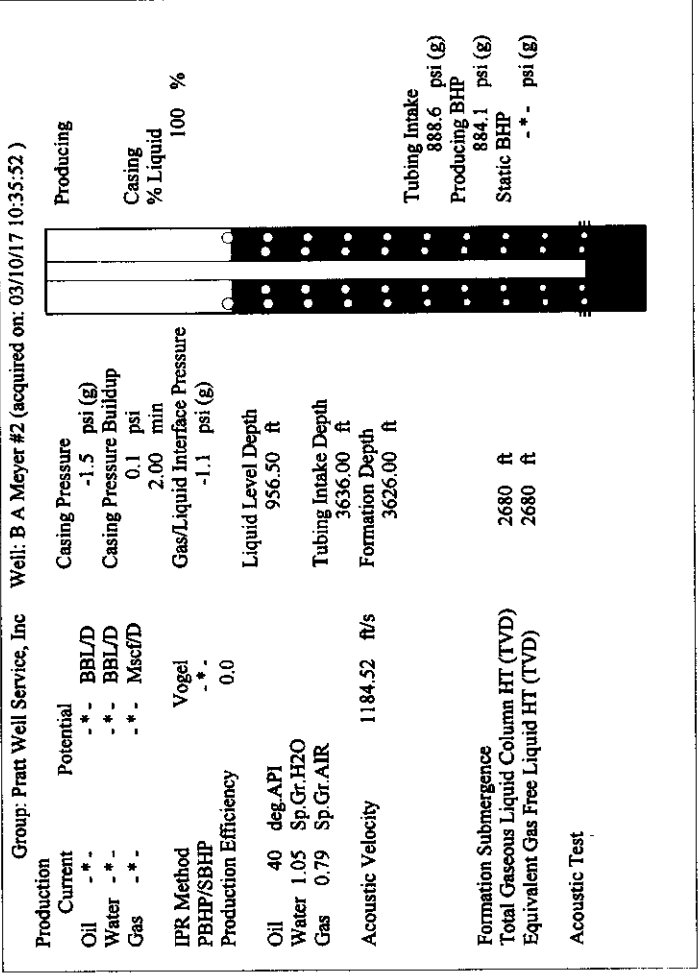 Group: Pratt Well Service, Inc Well: B A Meyer #2 (acquired on: 03/10/17 10:35:52 )
Production
Current Potential
Oil - * - - * - BBL/D
Water - * - - * - BBL/D
Gas - * - - * - Mscf/D
IPR Method Vogel
PBHP/SBHP - * -
Production Efficiency 0.0
Oil 40 deg.API
Water 1.05 Sp.Gr.H2O
Gas 0.79 Sp.Gr.AIR
Acoustic Velocity 1184.52 ft/s
Formation Submergence
Total Gaseous Liquid Column HT (TVD) 2680 ft
Equivalent Gas Free Liquid HT (TVD) 2680 ft
Acoustic Test
Casing Pressure
-1.5 psi (g)
Casing Pressure Buildup
0.1 psi
2.00 min
Gas/Liquid Interface Pressure
-1.1 psi (g)
Liquid Level Depth
956.50 ft
Tubing Intake Depth
3636.00 ft
Formation Depth
3626.00 ft
Producing
Casing
% Liquid
100 %
Tubing Intake
888.6 psi (g)
Producing BHP
884.1 psi (g)
Static BHP
- * - psi (g)